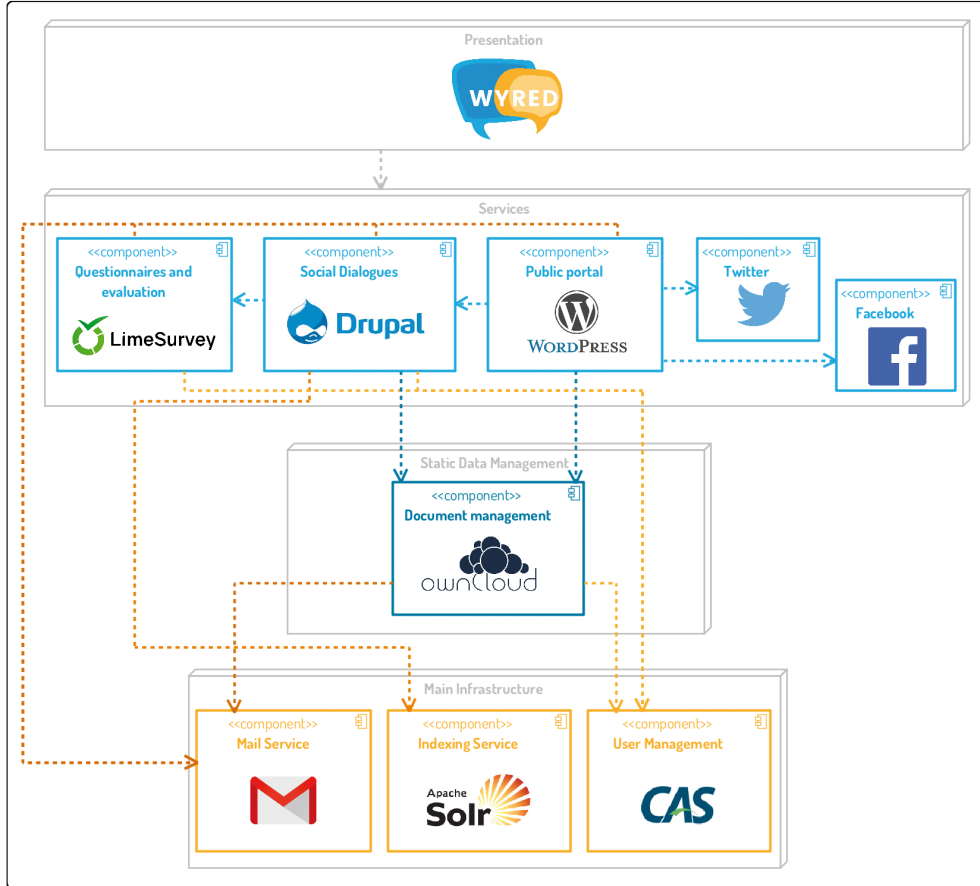 Presentation
WYRED
Services
<<component>>
Questionnaires and
evaluation
LimeSurvey
<<component>>
Social Dialogues
Drupal
<<component>>
Public portal
WORDPRESS
<<component>>
Twitter
<<component>>
Facebook
f
Static Data Management
<<component>>
Document management
ownCloud
Main Infrastructure
<<component>>
Mail Service
<<component>>
Indexing Service
Apache
Solr
<<component>>
User Management
CAS